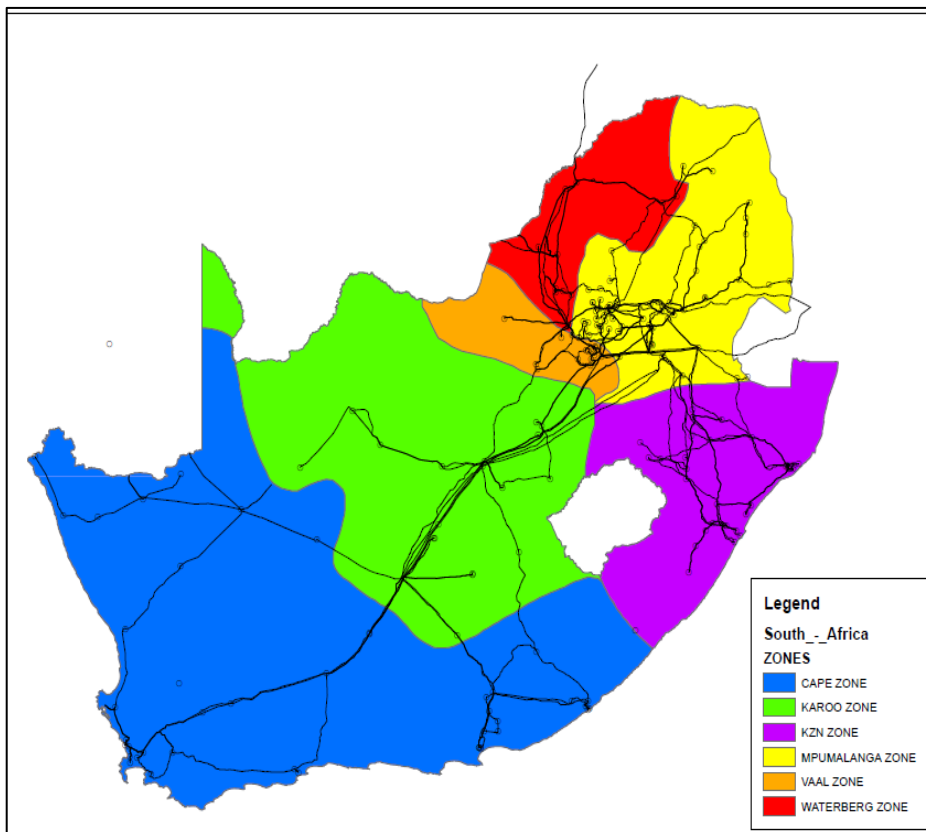 Legend
South_-_Africa
ZONES
CAPE ZONE
KAROO ZONE
KZN ZONE
MPUMALANGA ZONE
VAAL ZONE
WATERBERG ZONE